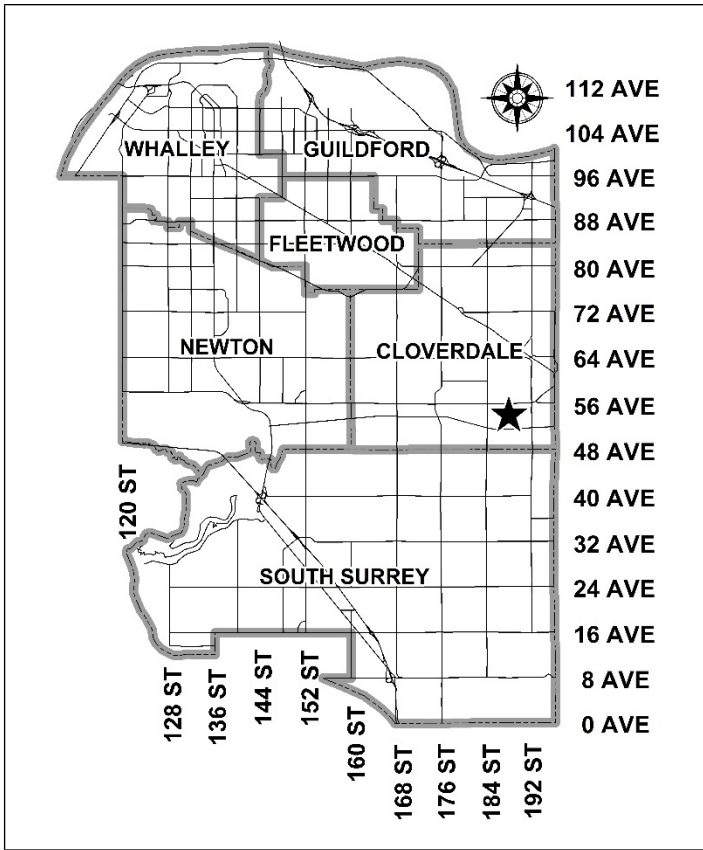 112 AVE
104 AVE
WHALLEY
GUILDFORD
96 AVE
88 AVE
FLEETWOOD
80 AVE
72 AVE
NEWTON
CLOVERDALE
64 AVE
56 AVE
48 AVE
120 ST
40 AVE
32 AVE
SOUTH SURREY
24 AVE
16 AVE
8 AVE
0 AVE
128 ST
136 ST
144 ST
152 ST
160 ST
168 ST
176 ST
184 ST
192 ST